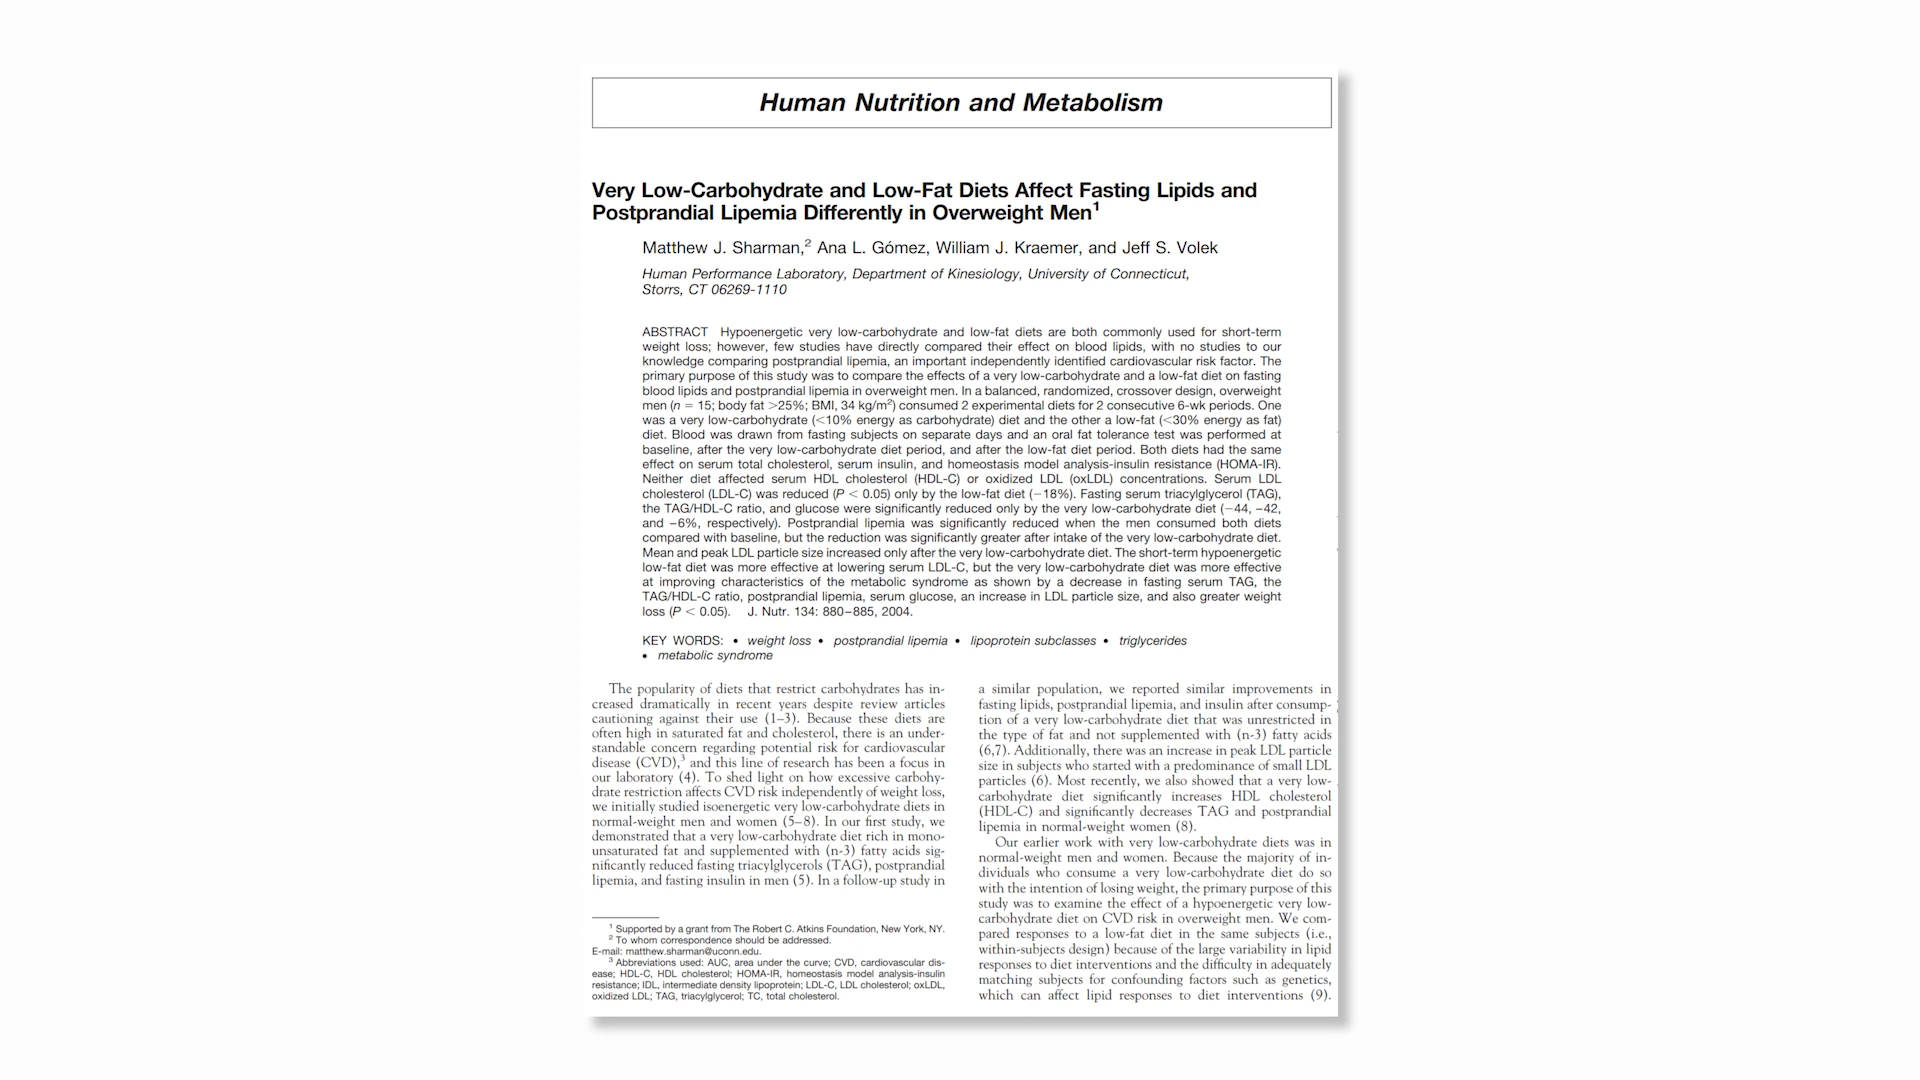 Human Nutrition and Metabolism
Very Low-Carbohydrate and Low-Fat Diets Affect Fasting Lipids and
Postprandial Lipemia Differently in Overweight Men1
Matthew J. Sharman,2 Ana L. Gómez, William J. Kraemer, and Jeff S. Volek
Human Performance Laboratory, Department of Kinesiology, University of Connecticut,
Storrs, CT 06269-1110
ABSTRACT Hypoenergetic very low-carbohydrate and low-fat diets are both commonly used for short-term
weight loss; however, few studies have directly compared their effect on blood lipids, with no studies to our
knowledge comparing postprandial lipemia, an important independently identified cardiovascular risk factor. The
primary purpose of this study was to compare the effects of a very low-carbohydrate and a low-fat diet on fasting
blood lipids and postprandial lipemia in overweight men. In a balanced, randomized, crossover design, overweight
men (n = 15; body fat >25%; BMI, 34 kg/m2) consumed 2 experimental diets for 2 consecutive 6-wk periods. One
was a very low-carbohydrate (<10% energy as carbohydrate) diet and the other a low-fat (<30% energy as fat)
diet. Blood was drawn from fasting subjects on separate days and an oral fat tolerance test was performed at
baseline, after the very low-carbohydrate diet period, and after the low-fat diet period. Both diets had the same
effect on serum total cholesterol, serum insulin, and homeostasis model analysis-insulin resistance (HOMA-IR).
Neither diet affected serum HDL cholesterol (HDL-C) or oxidized LDL (oxLDL) concentrations. Serum LDL
cholesterol (LDL-C) was reduced (P < 0.05) only by the low-fat diet (−18%). Fasting serum triacylglycerol (TAG),
the TAG/HDL-C ratio, and glucose were significantly reduced only by the very low-carbohydrate diet (−44, −42,
and −6%, respectively). Postprandial lipemia was significantly reduced when the men consumed both diets
compared with baseline, but the reduction was significantly greater after intake of the very low-carbohydrate diet.
Mean and peak LDL particle size increased only after the very low-carbohydrate diet. The short-term hypoenergetic
low-fat diet was more effective at lowering serum LDL-C, but the very low-carbohydrate diet was more effective
at improving characteristics of the metabolic syndrome as shown by a decrease in fasting serum TAG, the
TAG/HDL-C ratio, postprandial lipemia, serum glucose, an increase in LDL particle size, and also greater weight
loss (P < 0.05). J. Nutr. 134: 880–885, 2004.
KEY WORDS: • weight loss • postprandial lipemia • lipoprotein subclasses • triglycerides
• metabolic syndrome
The popularity of diets that restrict carbohydrates has in-
creased dramatically in recent years despite review articles
cautioning against their use (1–3). Because these diets are
often high in saturated fat and cholesterol, there is an under-
standable concern regarding potential risk for cardiovascular
disease (CVD),3 and this line of research has been a focus in
our laboratory (4). To shed light on how excessive carbohy-
drate restriction affects CVD risk independently of weight loss,
we initially studied isoenergetic very low-carbohydrate diets in
normal-weight men and women (5–8). In our first study, we
demonstrated that a very low-carbohydrate diet rich in mono-
unsaturated fat and supplemented with (n-3) fatty acids sig-
nificantly reduced fasting triacylglycerols (TAG), postprandial
lipemia, and fasting insulin in men (5). In a follow-up study in
1 Supported by a grant from The Robert C. Atkins Foundation, New York, NY.
2 To whom correspondence should be addressed.
E-mail: matthew.sharman@uconn.edu.
3 Abbreviations used: AUC, area under the curve; CVD, cardiovascular dis-
ease; HDL-C, HDL cholesterol; HOMA-IR, homeostasis model analysis-insulin
resistance; IDL, intermediate density lipoprotein; LDL-C, LDL cholesterol; oxLDL,
oxidized LDL; TAG, triacylglycerol; TC, total cholesterol.
a similar population, we reported similar improvements in
fasting lipids, postprandial lipemia, and insulin after consump-
tion of a very low-carbohydrate diet that was unrestricted in
the type of fat and not supplemented with (n-3) fatty acids
(6,7). Additionally, there was an increase in peak LDL particle
size in subjects who started with a predominance of small LDL
particles (6). Most recently, we also showed that a very low-
carbohydrate diet significantly increases HDL cholesterol
(HDL-C) and significantly decreases TAG and postprandial
lipemia in normal-weight women (8).
Our earlier work with very low-carbohydrate diets was in
normal-weight men and women. Because the majority of in-
dividuals who consume a very low-carbohydrate diet do so
with the intention of losing weight, the primary purpose of this
study was to examine the effect of a hypoenergetic very low-
carbohydrate diet on CVD risk in overweight men. We com-
pared responses to a low-fat diet in the same subjects (i.e.,
within-subjects design) because of the large variability in lipid
responses to diet interventions and the difficulty in adequately
matching subjects for confounding factors such as genetics,
which can affect lipid responses to diet interventions (9).